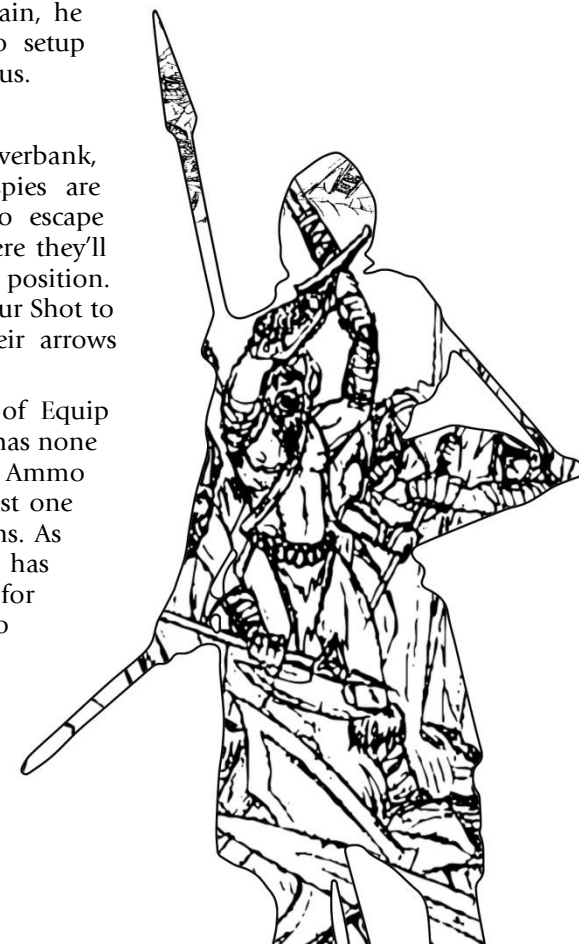 ain, he
o setup
us.
verbank,
pies are
o escape
ere they'll
position.
ur Shot to
eir arrows
of Equip
has none
Ammo
st one
ns. As
has
for
o